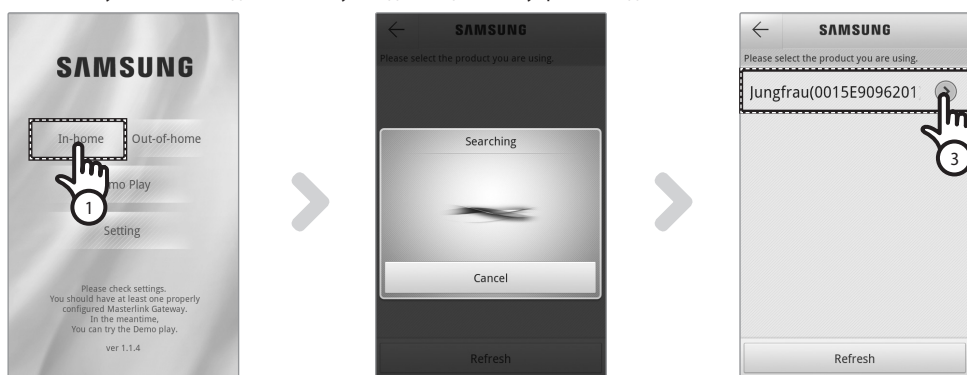 SAMSUNG
In-home
Out-of-home
mo Play
1
Setting
Please check settings.
You should have at least one properly
configured Masterlink Gateway.
In the meantime,
You can try the Demo play.
ver 1.1.4
SAMSUNG
Please select the product you are using.
Searching
Cancel
Refresh
SAMSUNG
Please select the product you are using.
Jungfrau(0015E9096201
3
Refresh